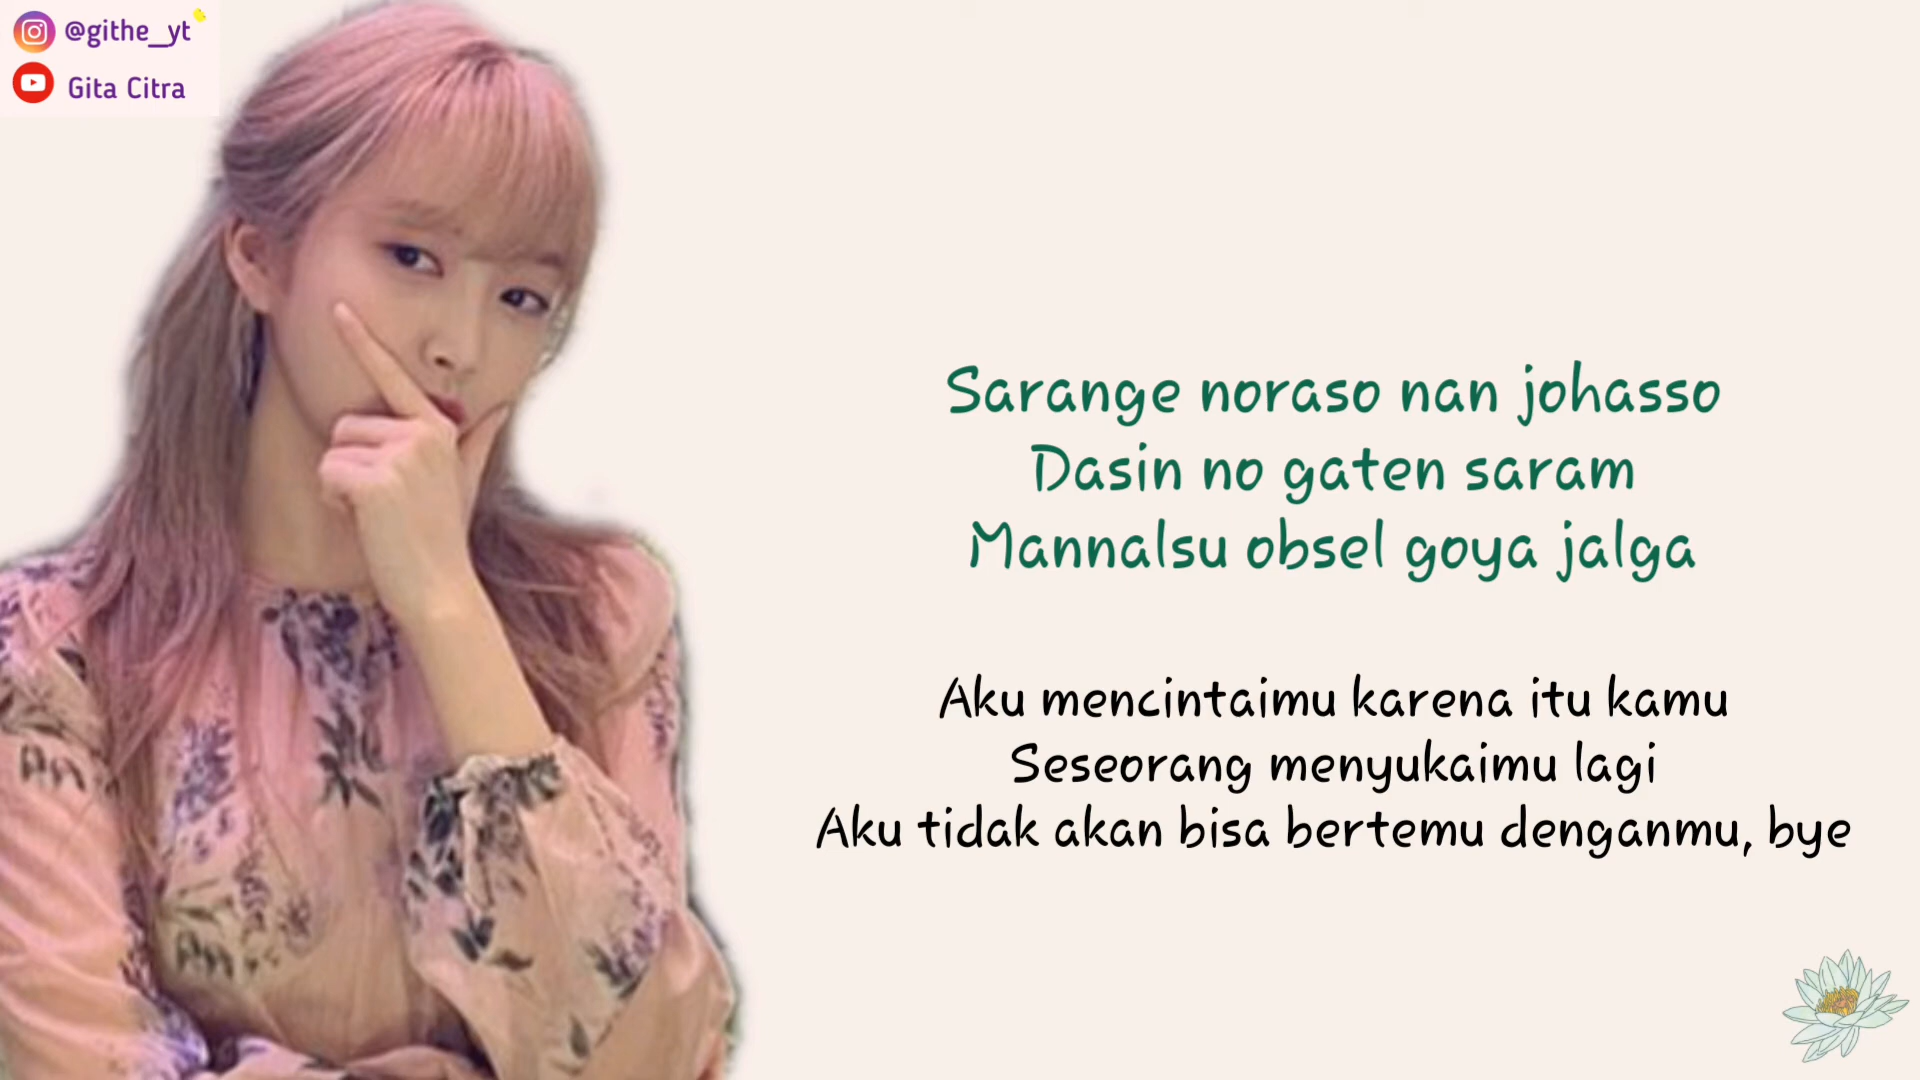 @githe_yt
Gita Citra
Sarange noraso nan johasso
Dasin no gaten saram
Mannalsu obsel goya jalga
Aku mencintaimu karena itu kamu
Seseorang menyukaimu lagi
Aku tidak akan bisa bertemu denganmu, bye